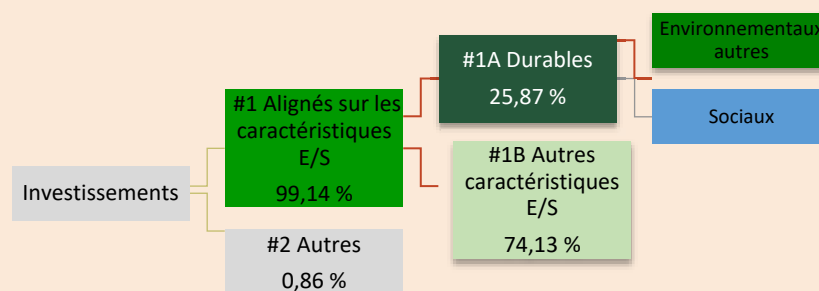 Investissements
#1 Alignés sur les
caractéristiques
E/S
99,14 %
#2 Autres
0,86 %
#1A Durables
25,87 %
#1B Autres
caractéristiques
E/S
74,13 %
Environnementaux
autres
Sociaux